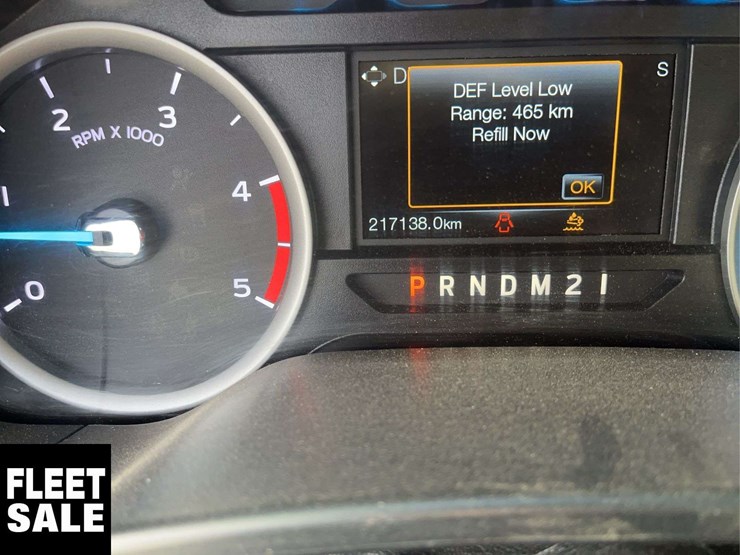 2 3
RPM X 1000
1 4
0 5
D S
DEF Level Low
Range: 465 km
Refill Now
OK
217138.0km
P R N D M 2 1
FLEET
SALE